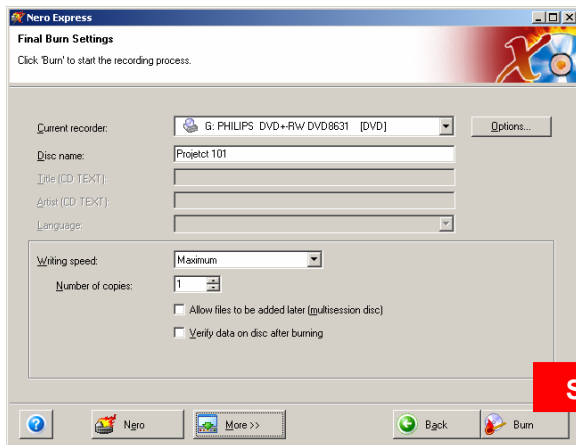 Nero Express
Final Burn Settings
Click 'Burn' to start the recording process.
Current recorder: G: PHILIPS DVD+-RW DVD8631 [DVD] Options...
Disc name: Projetct 101
Title (CD TEXT):
Artist (CD TEXT):
Language:
Writing speed: Maximum
Number of copies: 1
Allow files to be added later (multisession disc)
Verify data on disc after burning
S
Nero More >> Back Burn